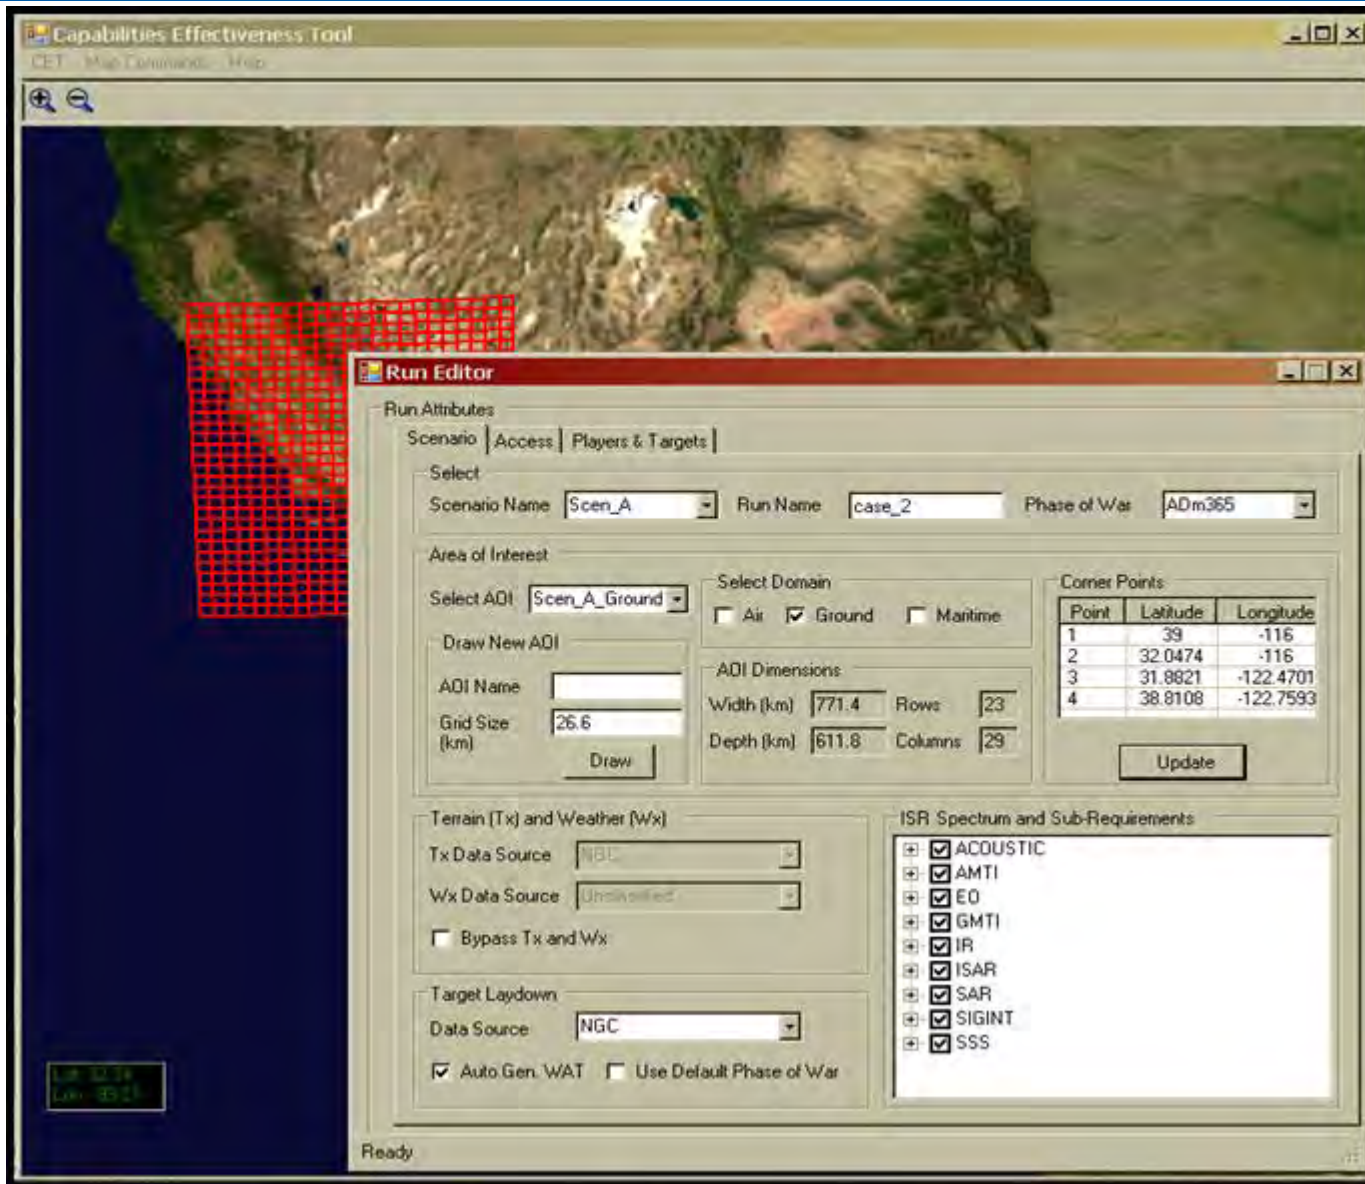 Capabilities Effectiveness Tool
CET Map Commands Help
Run Editor
Run Attributes
Scenario Access Players & Targets
Select
Scenario Name Scen_A Run Name case_2 Phase of War ADm365
Area of Interest
Select AOI Scen_A_Ground
Select Domain
Air Ground Maritime
Corner Points
Point Latitude Longitude
1 39 -116
2 32.0474 -116
3 31.8821 -122.4701
4 38.8108 -122.7593
Update
Draw New AOI
AOI Name
Grid Size (km) 26.6
Draw
AOI Dimensions
Width (km) 771.4 Rows 23
Depth (km) 611.8 Columns 29
Terrain (Tx) and Weather (Wx)
Tx Data Source
Wx Data Source
Bypass Tx and Wx
Target Laydown
Data Source NGC
Auto Gen. WAT Use Default Phase of War
ISR Spectrum and Sub-Requirements
ACOUSTIC
AMTI
EO
GMTI
IR
ISAR
SAR
SIGINT
SSS
Ready